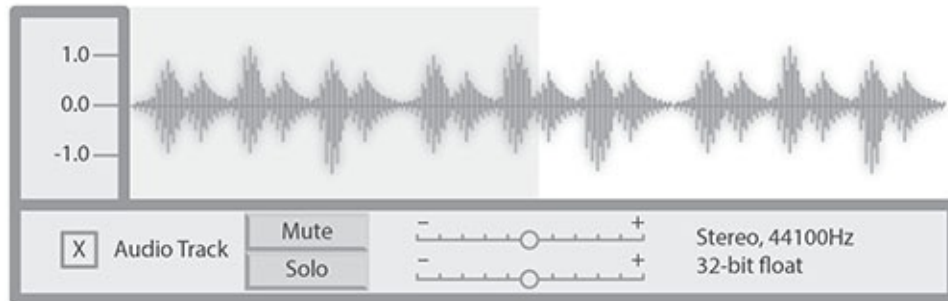 1.0
0.0
-1.0
X
Audio Track
Mute
Solo
- +
- +
Stereo, 44100Hz
32-bit float